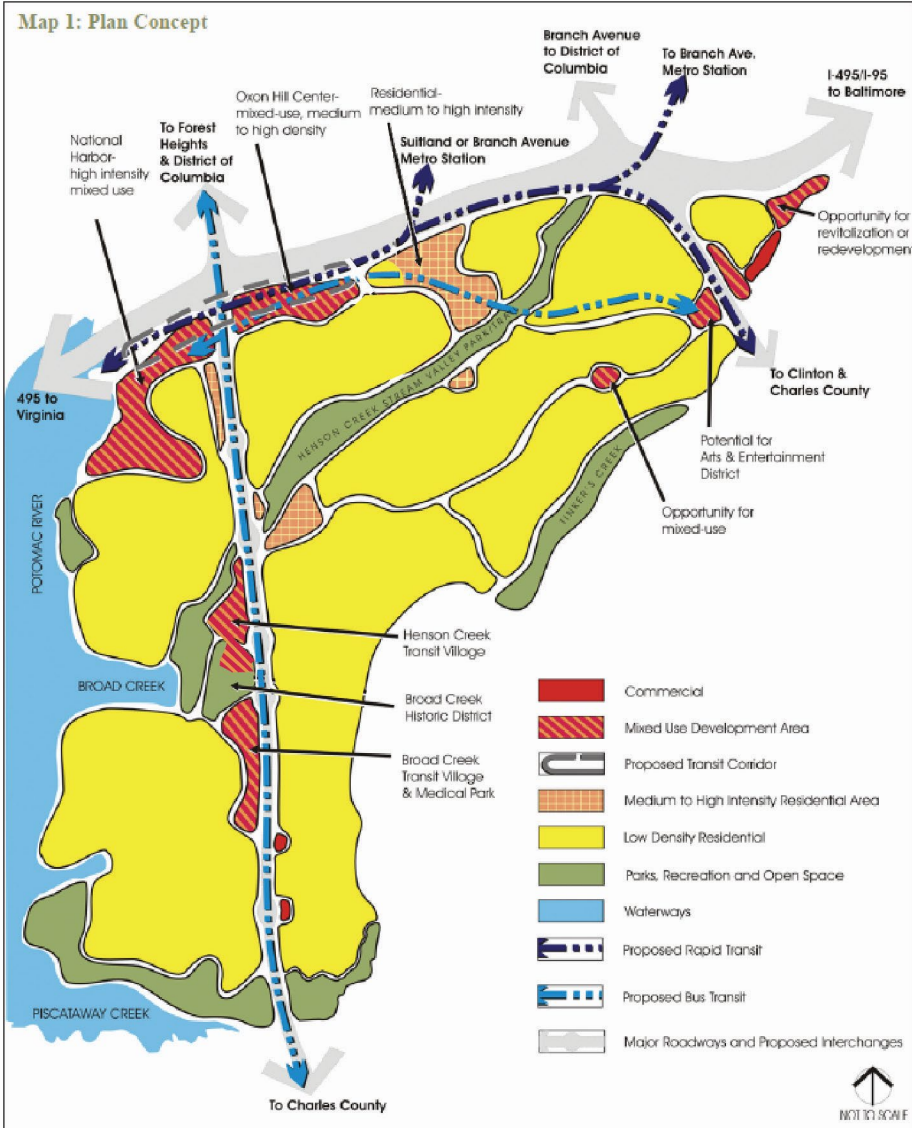 Map 1: Plan Concept
Branch Avenue
to District of
Columbia
To Branch Ave.
Metro Station
I-495/I-95
to Baltimore
Oxon Hill Center-
mixed-use, medium
to high density
Residential-
medium to high intensity
To Forest
Heights
& District of
Columbia
National
Harbor-
high intensity
mixed use
Suitland or Branch Avenue
Metro Station
Opportunity for
revitalization or
redevelopment
495 to
Virginia
To Clinton &
Charles County
HENSON CREEK STREAM VALLEY PARK/TRAIL
Potential for
Arts & Entertainment
District
TINKER'S CREEK
Opportunity for
mixed-use
POTOMAC RIVER
Henson Creek
Transit Village
BROAD CREEK
Broad Creek
Historic District
Broad Creek
Transit Village
& Medical Park
Commercial
Mixed Use Development Area
Proposed Transit Corridor
Medium to High Intensity Residential Area
Low Density Residential
Parks, Recreation and Open Space
Waterways
Proposed Rapid Transit
Proposed Bus Transit
Major Roadways and Proposed Interchanges
PISCATAWAY CREEK
To Charles County
NOT TO SCALE